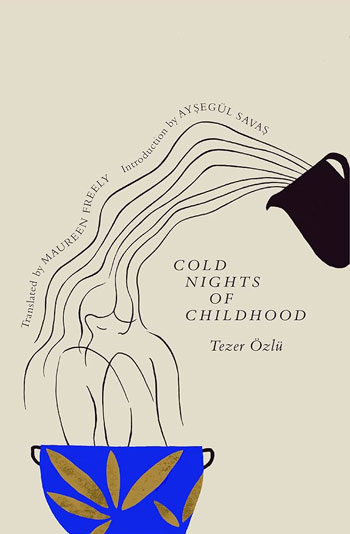 Translated by MAUREEN FREELY
Introduction by AYŞEGÜL SAVAŞ
COLD
NIGHTS
OF
CHILDHOOD
Tezer Özlü